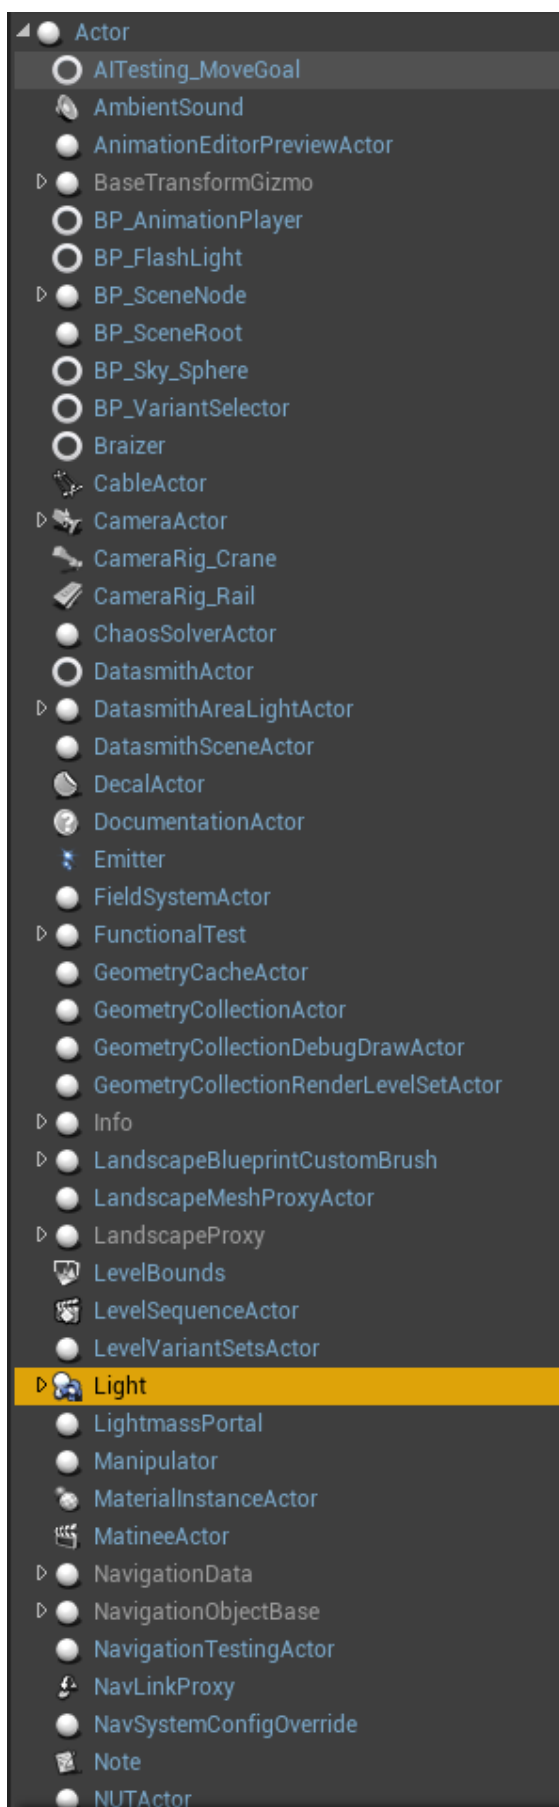 Actor
AITesting_MoveGoal
AmbientSound
AnimationEditorPreviewActor
BaseTransformGizmo
BP_AnimationPlayer
BP_FlashLight
BP_SceneNode
BP_SceneRoot
BP_Sky_Sphere
BP_VariantSelector
Braizer
CableActor
CameraActor
CameraRig_Crane
CameraRig_Rail
ChaosSolverActor
DatasmithActor
DatasmithAreaLightActor
DatasmithSceneActor
DecalActor
DocumentationActor
Emitter
FieldSystemActor
FunctionalTest
GeometryCacheActor
GeometryCollectionActor
GeometryCollectionDebugDrawActor
GeometryCollectionRenderLevelSetActor
Info
LandscapeBlueprintCustomBrush
LandscapeMeshProxyActor
LandscapeProxy
LevelBounds
LevelSequenceActor
LevelVariantSetsActor
Light
LightmassPortal
Manipulator
MaterialInstanceActor
MatineeActor
NavigationData
NavigationObjectBase
NavigationTestingActor
NavLinkProxy
NavSystemConfigOverride
Note
NUTActor